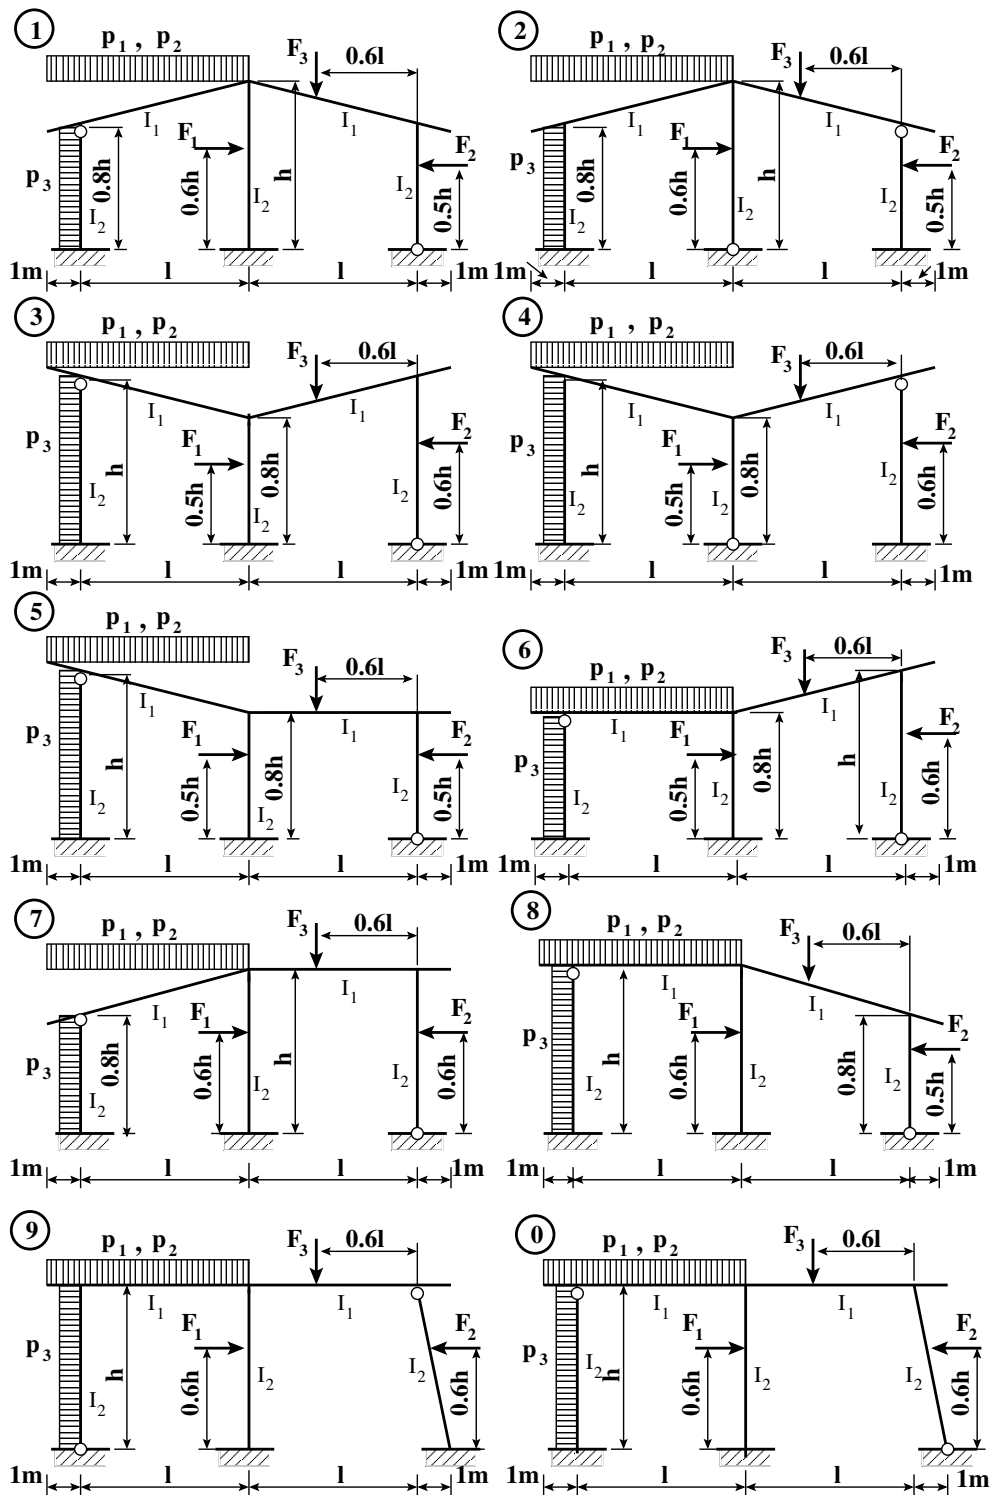 1
p₁ , p₂
F₃
0.6l
I₁
I₁
F₁
F₂
p₃
0.8h
0.6h
h
I₂
I₂
I₂
0.5h
1m
l
l
1m
2
p₁ , p₂
F₃
0.6l
I₁
I₁
F₁
F₂
p₃
0.8h
0.6h
h
I₂
I₂
I₂
0.5h
1m
l
l
1m
3
p₁ , p₂
F₃
0.6l
I₁
I₁
F₁
F₂
p₃
h
0.5h
0.8h
I₂
I₂
I₂
0.6h
1m
l
l
1m
4
p₁ , p₂
F₃
0.6l
I₁
I₁
F₁
F₂
p₃
h
0.5h
0.8h
I₂
I₂
I₂
0.6h
1m
l
l
1m
5
p₁ , p₂
F₃
0.6l
I₁
I₁
F₁
F₂
p₃
h
0.5h
0.8h
I₂
I₂
I₂
0.5h
1m
l
l
1m
6
p₁ , p₂
F₃
0.6l
I₁
I₁
F₁
F₂
p₃
0.5h
0.8h
h
I₂
I₂
I₂
0.6h
1m
l
l
1m
7
p₁ , p₂
F₃
0.6l
I₁
I₁
F₁
F₂
p₃
0.8h
0.6h
h
I₂
I₂
I₂
0.6h
1m
l
l
1m
8
p₁ , p₂
F₃
0.6l
I₁
I₁
F₁
F₂
p₃
h
0.6h
0.8h
I₂
I₂
I₂
0.5h
1m
l
l
1m
9
p₁ , p₂
F₃
0.6l
I₁
I₁
F₁
F₂
p₃
h
0.6h
I₂
I₂
I₂
0.6h
1m
l
l
1m
0
p₁ , p₂
F₃
0.6l
I₁
I₁
F₁
F₂
p₃
I₂
h
0.6h
I₂
I₂
0.6h
1m
l
l
1m